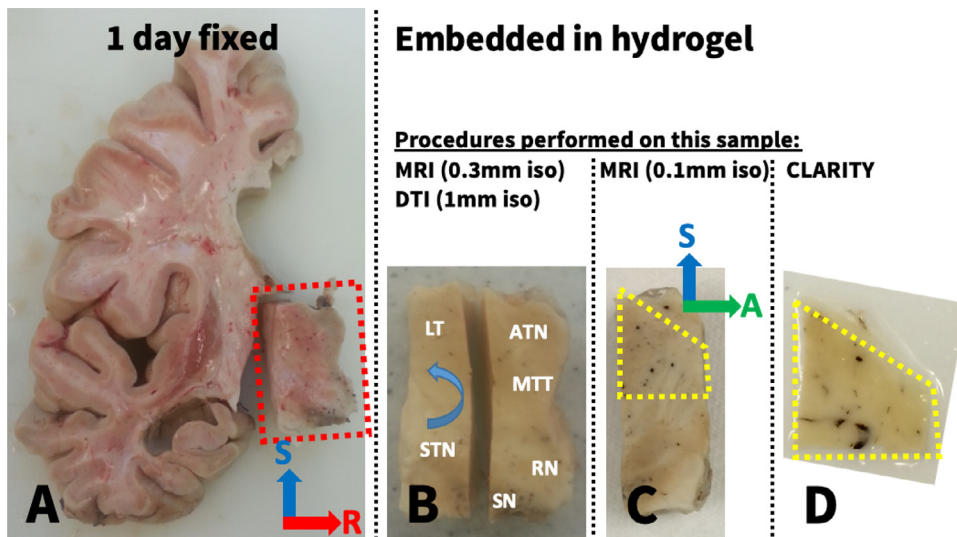 1 day fixed
Embedded in hydrogel
Procedures performed on this sample:
MRI (0.3mm iso)
DTI (1mm iso)
MRI (0.1mm iso)
CLARITY
S
R
A
LT
STN
ATN
MTT
RN
SN
B
S
A
C
D